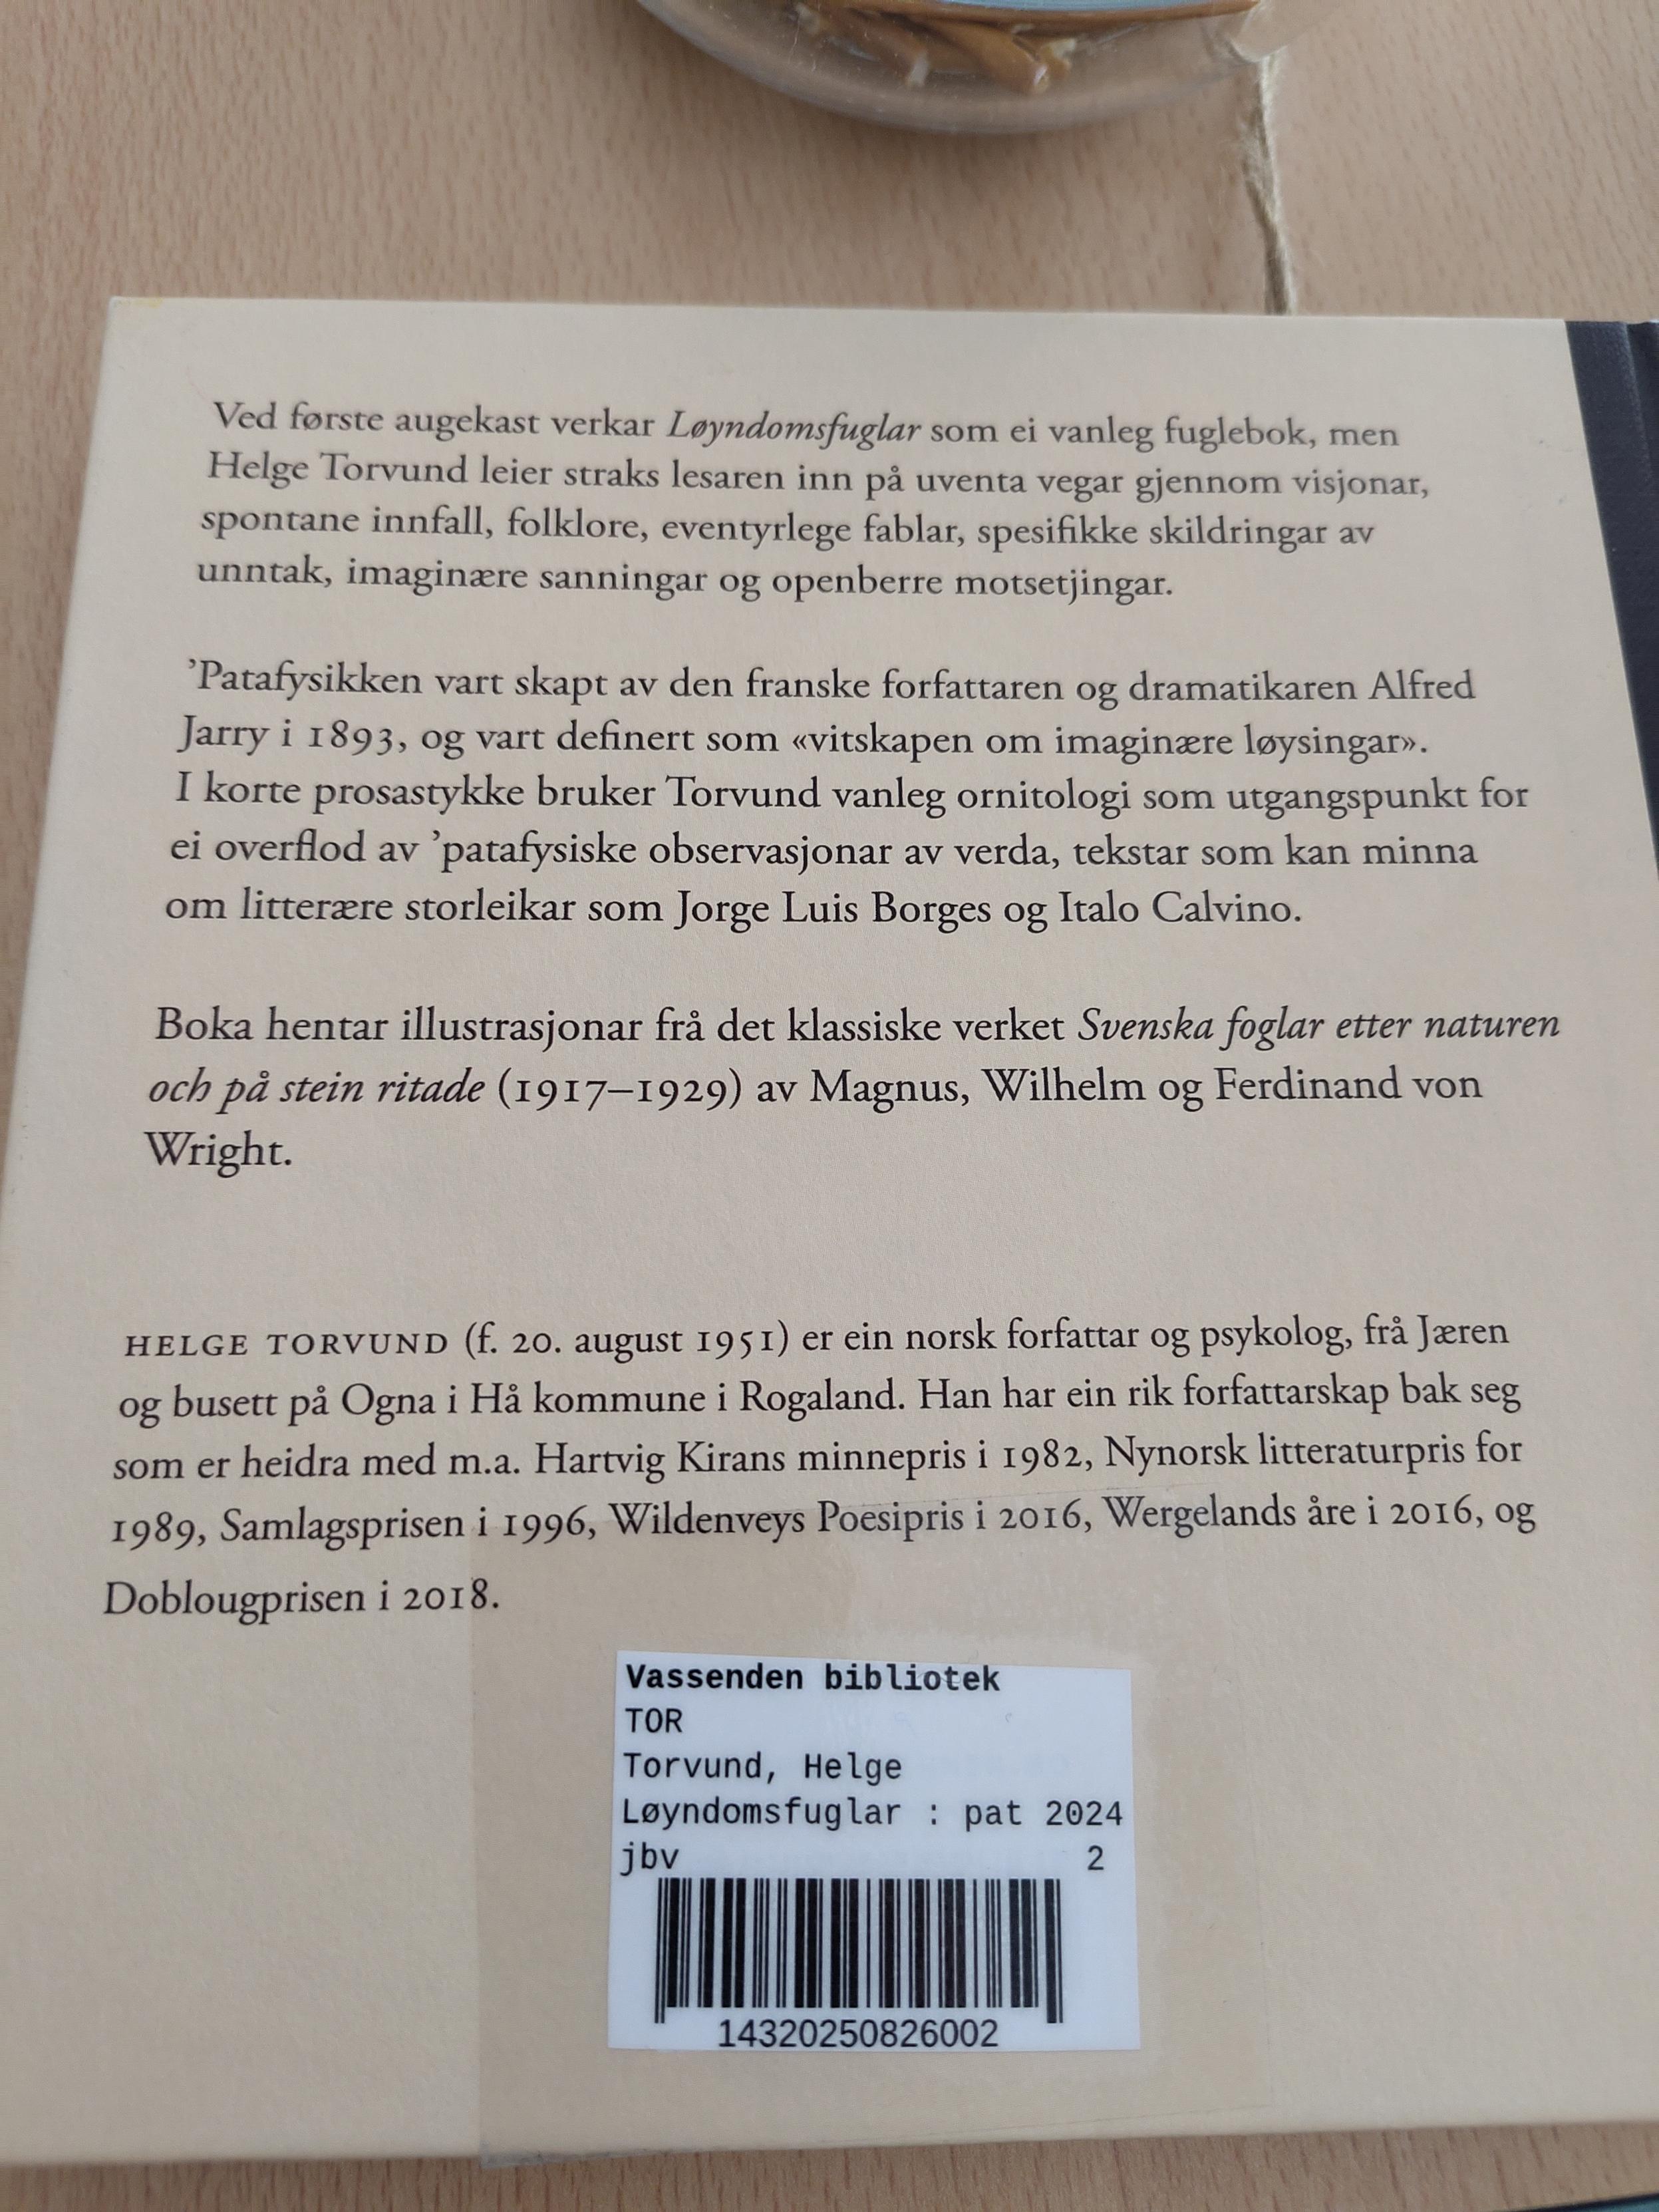 Ved første augekast verkar Løyndomsfuglar som ei vanleg fuglebok, men
Helge Torvund leier straks lesaren inn på uventa vegar gjennom visjonar,
spontane innfall, folklore, eventyrlege fablar, spesifikke skildringar av
unntak, imaginære sanningar og openberre motsetjingar.
’Patafysikken vart skapt av den franske forfattaren og dramatikaren Alfred
Jarry i 1893, og vart definert som «vitskapen om imaginære løysingar».
I korte prosastykke bruker Torvund vanleg ornitologi som utgangspunkt for
ei overflod av ’patafysiske observasjonar av verda, tekstar som kan minna
om litterære storleikar som Jorge Luis Borges og Italo Calvino.
Boka hentar illustrasjonar frå det klassiske verket Svenska foglar etter naturen
och på stein ritade (1917–1929) av Magnus, Wilhelm og Ferdinand von
Wright.
HELGE TORVUND (f. 20. august 1951) er ein norsk forfattar og psykolog, frå Jæren
og busett på Ogna i Hå kommune i Rogaland. Han har ein rik forfattarskap bak seg
som er heidra med m.a. Hartvig Kirans minnepris i 1982, Nynorsk litteraturpris for
1989, Samlagsprisen i 1996, Wildenveys Poesipris i 2016, Wergelands åre i 2016, og
Doblougprisen i 2018.
Vassenden bibliotek
TOR
Torvund, Helge
Løyndomsfuglar : pat 2024
jbv 2
14320250826002